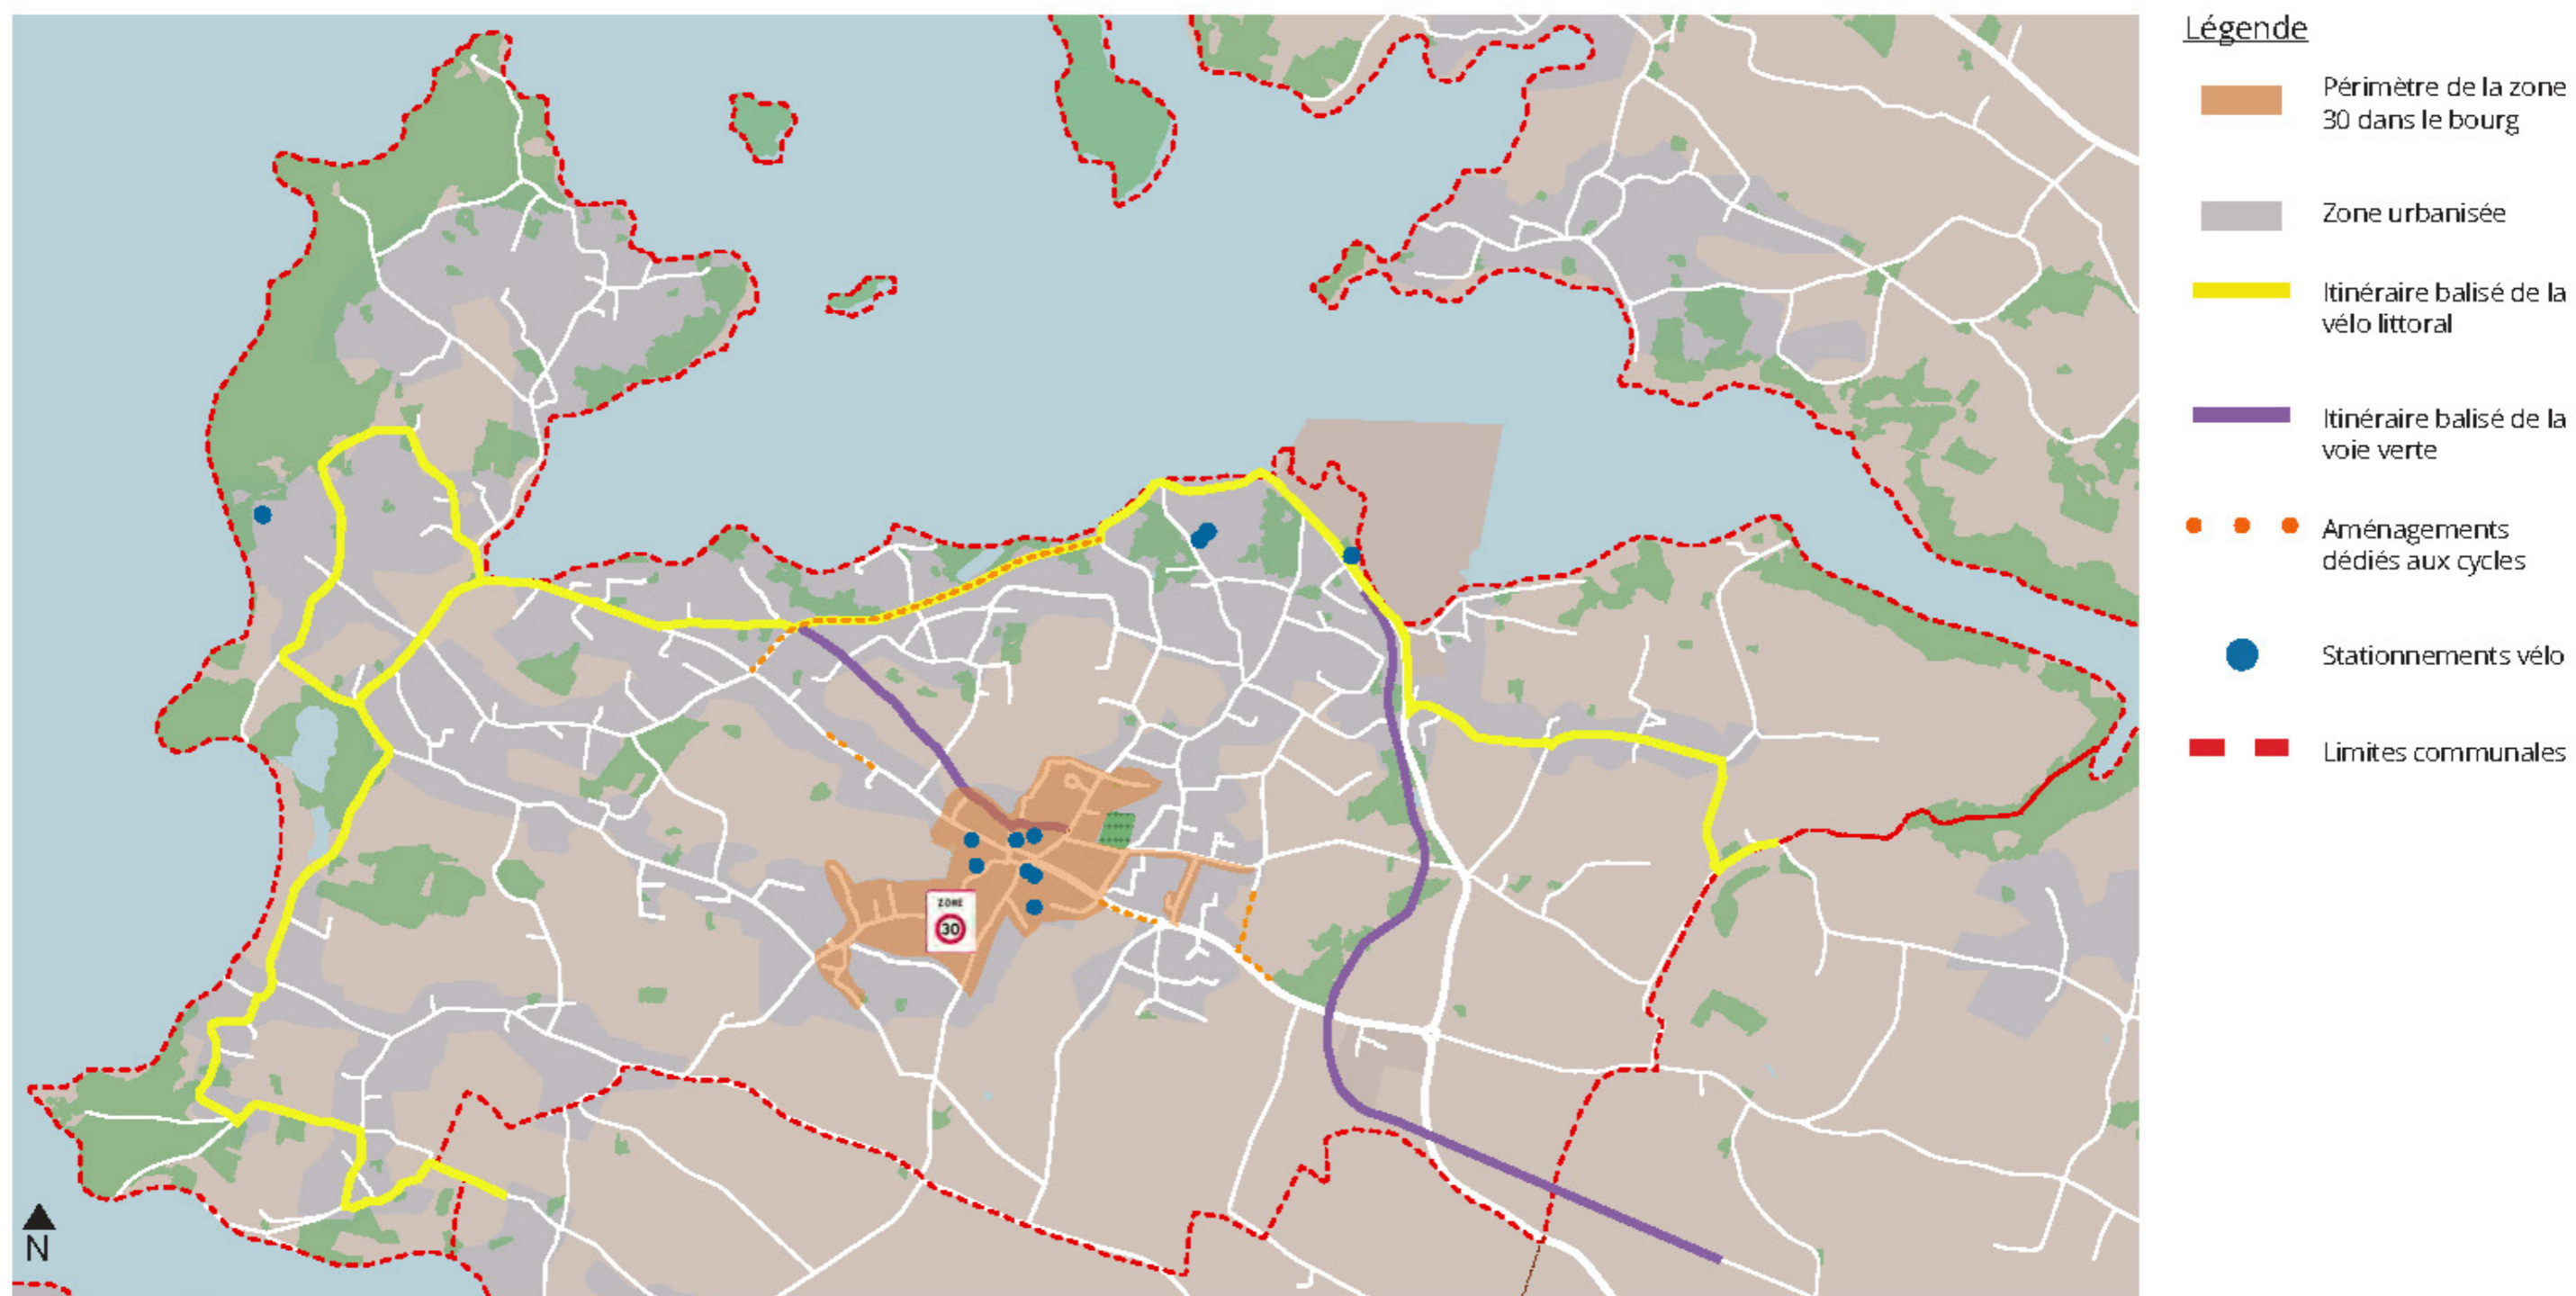 Légende
Périmètre de la zone
30 dans le bourg
Zone urbanisée
Itinéraire balisé de la
vélo littoral
Itinéraire balisé de la
voie verte
Aménagements
dédiés aux cycles
Stationnements vélo
Limites communales
ZONE
30
N